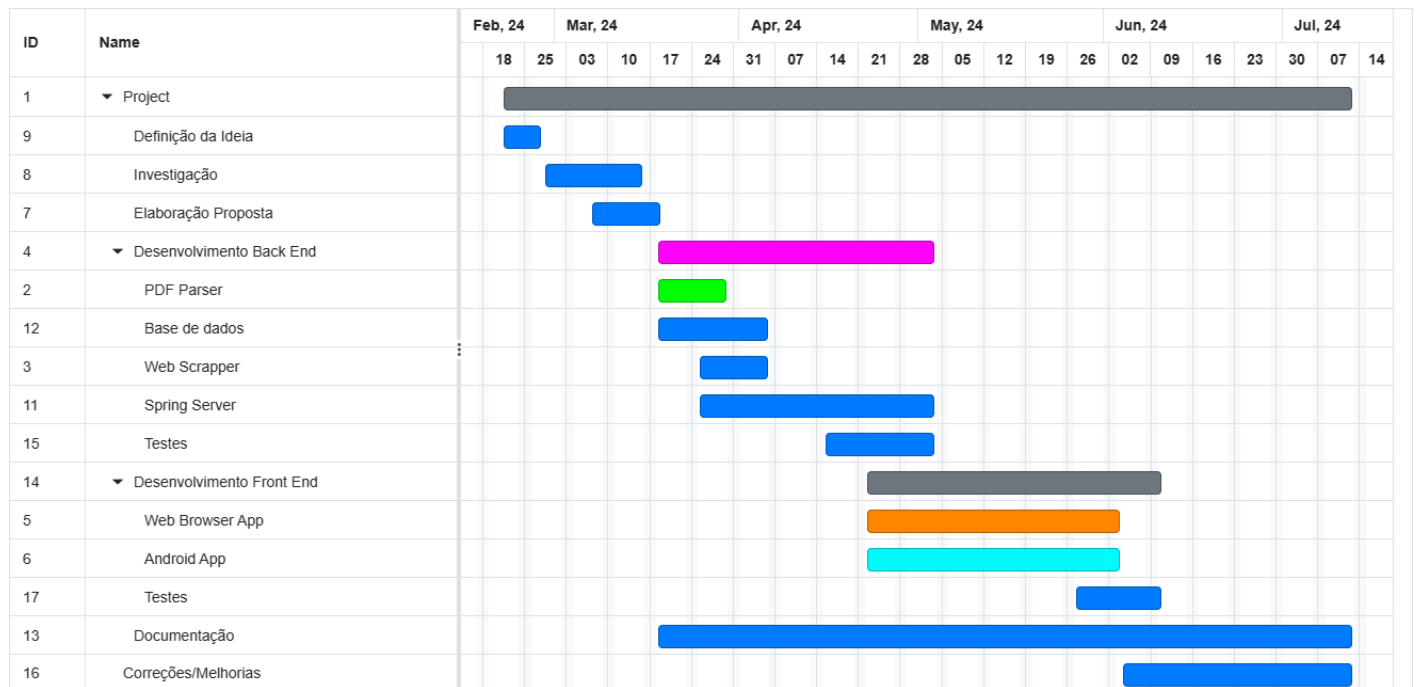 ID Name Feb, 24 Mar, 24 Apr, 24 May, 24 Jun, 24 Jul, 24
18 25 03 10 17 24 31 07 14 21 28 05 12 19 26 02 09 16 23 30 07 14
1 Project
9 Definição da Ideia
8 Investigação
7 Elaboração Proposta
4 Desenvolvimento Back End
2 PDF Parser
12 Base de dados
3 Web Scrapper
11 Spring Server
15 Testes
14 Desenvolvimento Front End
5 Web Browser App
6 Android App
17 Testes
13 Documentação
16 Correções/Melhorias